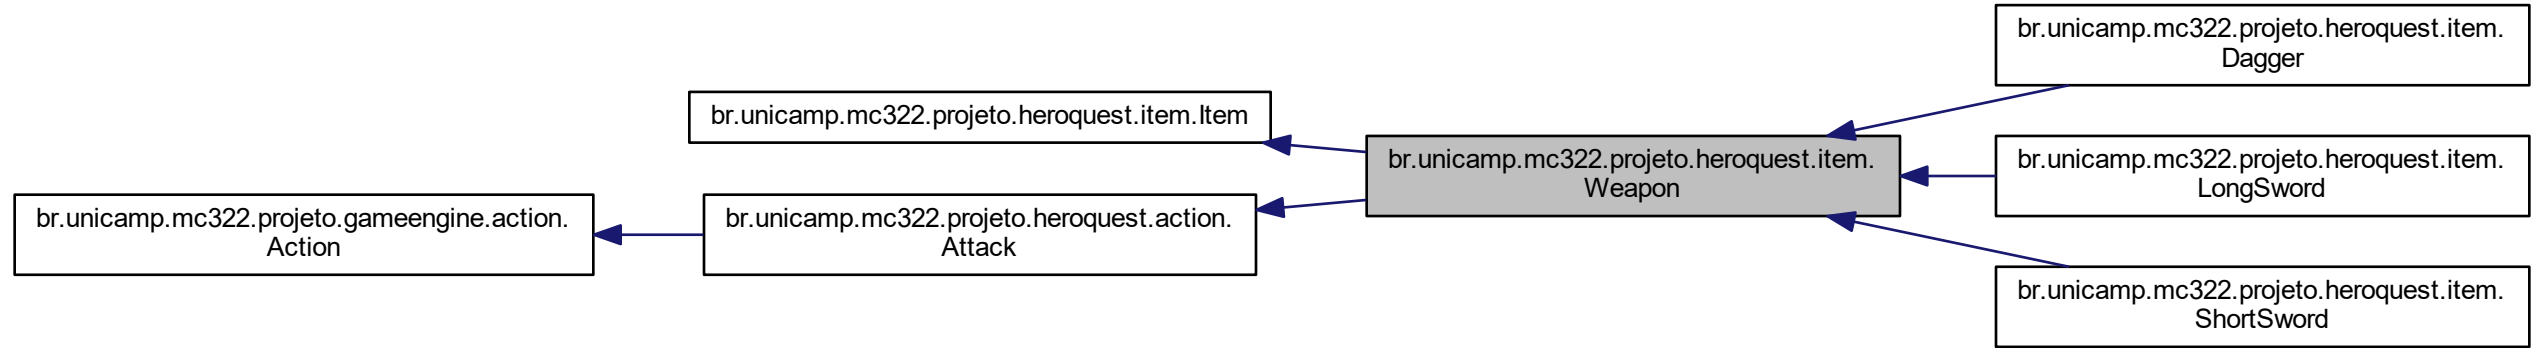 br.unicamp.mc322.projeto.gameengine.action.
Action
br.unicamp.mc322.projeto.heroquest.item.Item
br.unicamp.mc322.projeto.heroquest.action.
Attack
br.unicamp.mc322.projeto.heroquest.item.
Weapon
br.unicamp.mc322.projeto.heroquest.item.
Dagger
br.unicamp.mc322.projeto.heroquest.item.
LongSword
br.unicamp.mc322.projeto.heroquest.item.
ShortSword